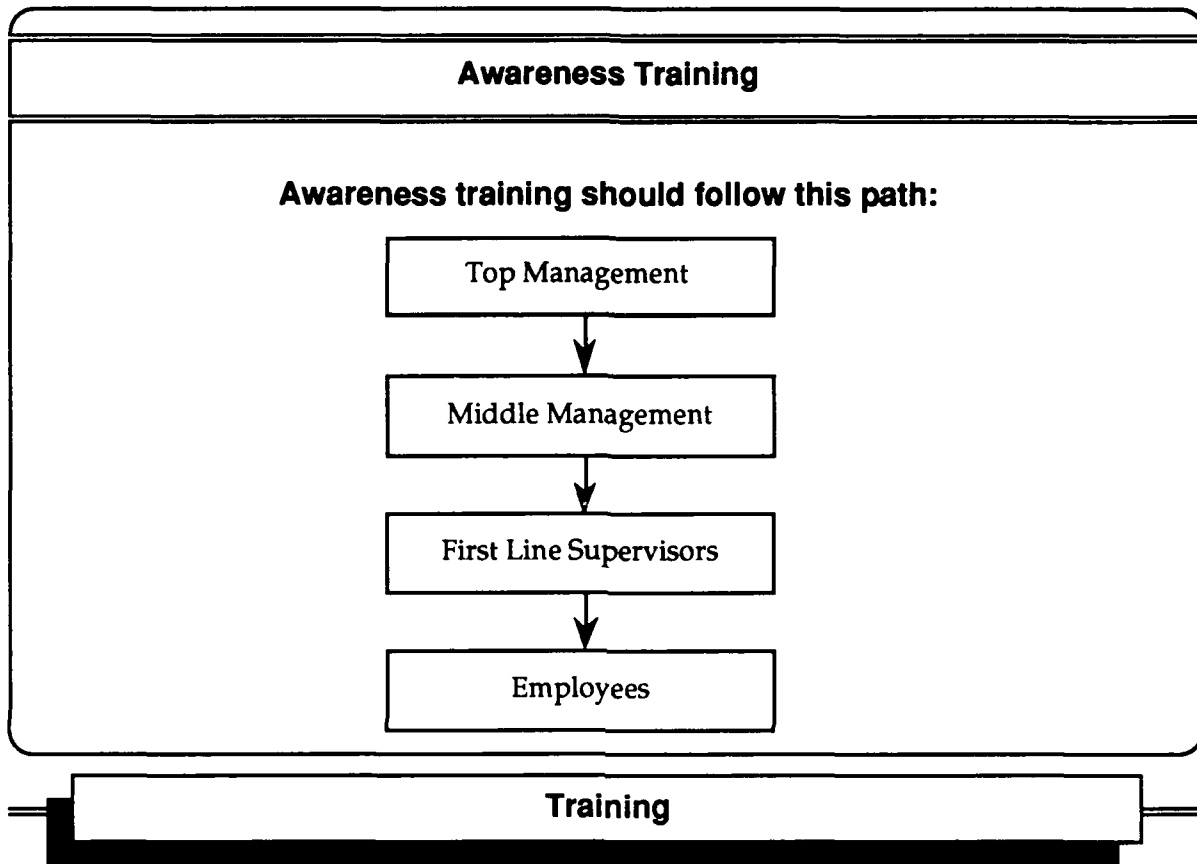 Awareness Training
Awareness training should follow this path:
Top Management
Middle Management
First Line Supervisors
Employees
Training